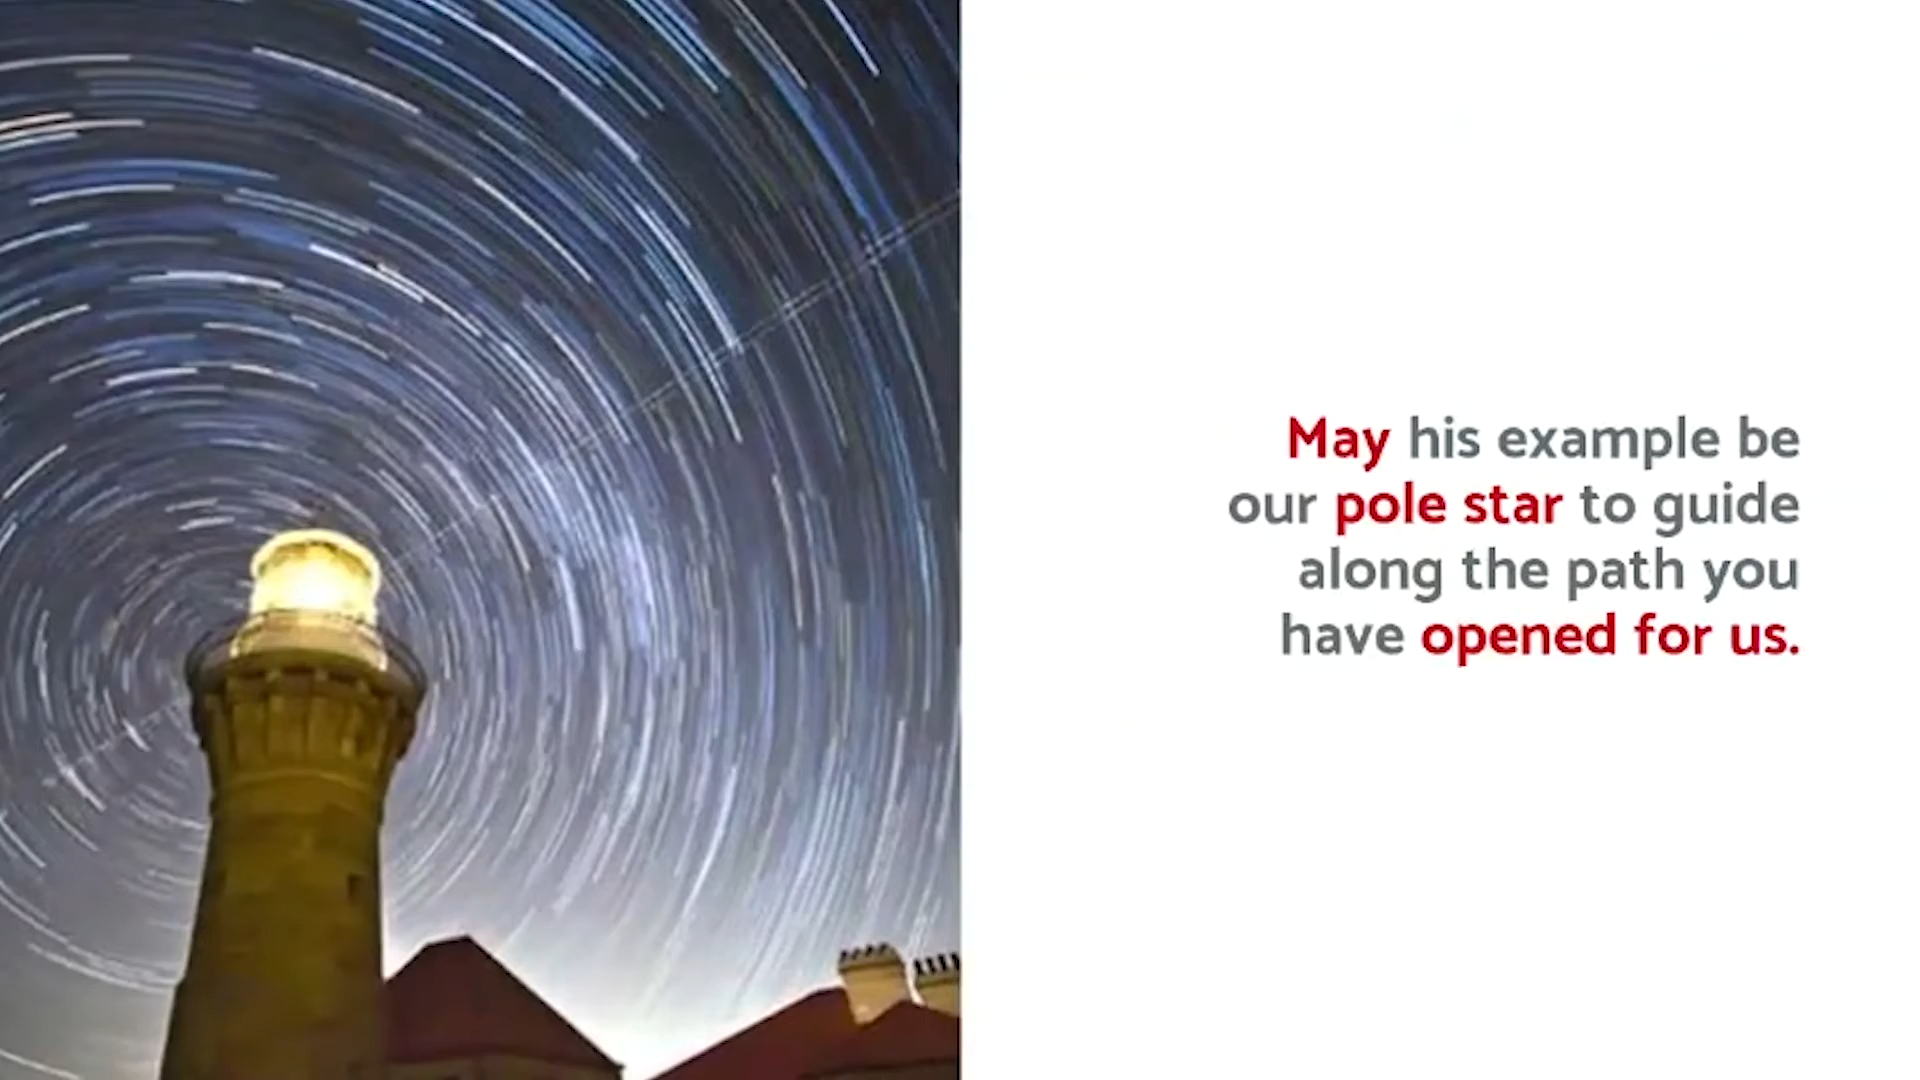 May his example be
our pole star to guide
along the path you
have opened for us.